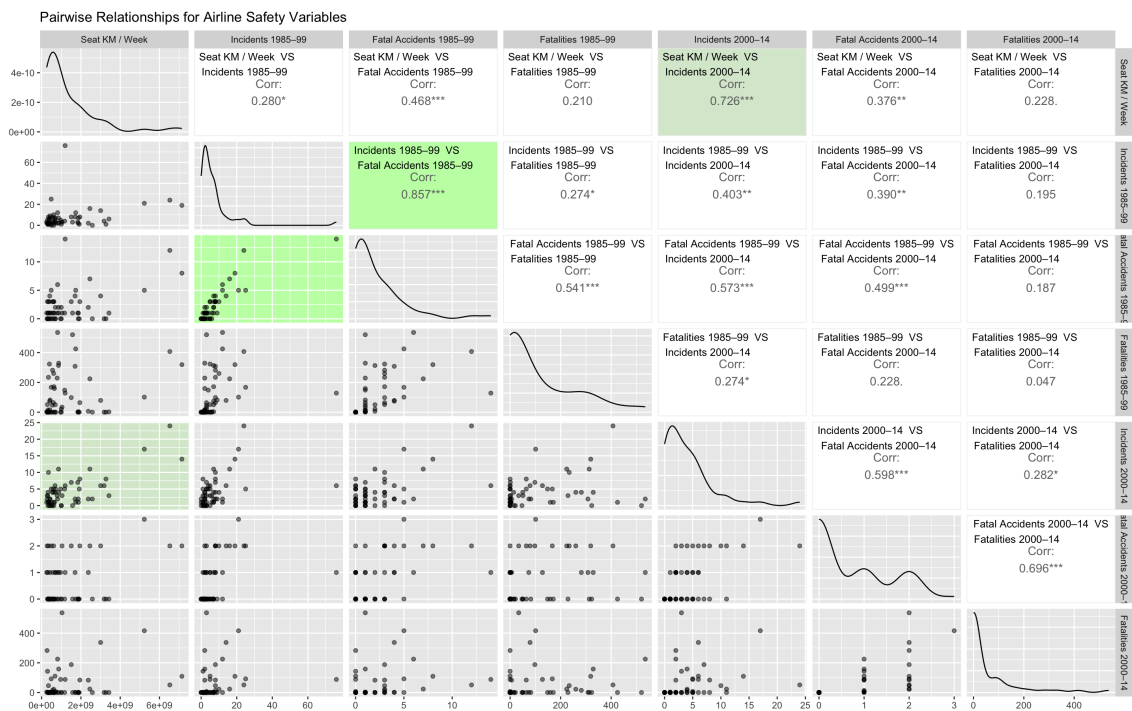 Pairwise Relationships for Airline Safety Variables
Seat KM / Week
Incidents 1985–99
Fatal Accidents 1985–99
Fatalities 1985–99
Incidents 2000–14
Fatal Accidents 2000–14
Fatalities 2000–14
4e-10
2e-10
0e+00
Seat KM / Week VS
Incidents 1985–99
Corr:
0.280*
Seat KM / Week VS
Fatal Accidents 1985–99
Corr:
0.468***
Seat KM / Week VS
Fatalities 1985–99
Corr:
0.210
Seat KM / Week VS
Incidents 2000–14
Corr:
0.726***
Seat KM / Week VS
Fatal Accidents 2000–14
Corr:
0.376**
Seat KM / Week VS
Fatalities 2000–14
Corr:
0.228.
Seat KM / Week
60
40
20
0
Incidents 1985–99 VS
Fatal Accidents 1985–99
Corr:
0.857***
Incidents 1985–99 VS
Fatalities 1985–99
Corr:
0.274*
Incidents 1985–99 VS
Incidents 2000–14
Corr:
0.403**
Incidents 1985–99 VS
Fatal Accidents 2000–14
Corr:
0.390**
Incidents 1985–99 VS
Fatalities 2000–14
Corr:
0.195
Incidents 1985–99
10
5
0
Fatal Accidents 1985–99 VS
Fatalities 1985–99
Corr:
0.541***
Fatal Accidents 1985–99 VS
Incidents 2000–14
Corr:
0.573***
Fatal Accidents 1985–99 VS
Fatal Accidents 2000–14
Corr:
0.499***
Fatal Accidents 1985–99 VS
Fatalities 2000–14
Corr:
0.187
atal Accidents 1985–9
400
200
0
Fatalities 1985–99 VS
Incidents 2000–14
Corr:
0.274*
Fatalities 1985–99 VS
Fatal Accidents 2000–14
Corr:
0.228.
Fatalities 1985–99 VS
Fatalities 2000–14
Corr:
0.047
Fatalities 1985–99
25
20
15
10
5
0
Incidents 2000–14 VS
Fatal Accidents 2000–14
Corr:
0.598***
Incidents 2000–14 VS
Fatalities 2000–14
Corr:
0.282*
Incidents 2000–14
3
2
1
0
Fatal Accidents 2000–14 VS
Fatalities 2000–14
Corr:
0.696***
atal Accidents 2000–1
400
200
0
Fatalities 2000–14
0e+00 2e+09 4e+09 6e+09
0 20 40 60
0 5 10
0 200 400
0 5 10 15 20 25
0 1 2 3
0 200 400